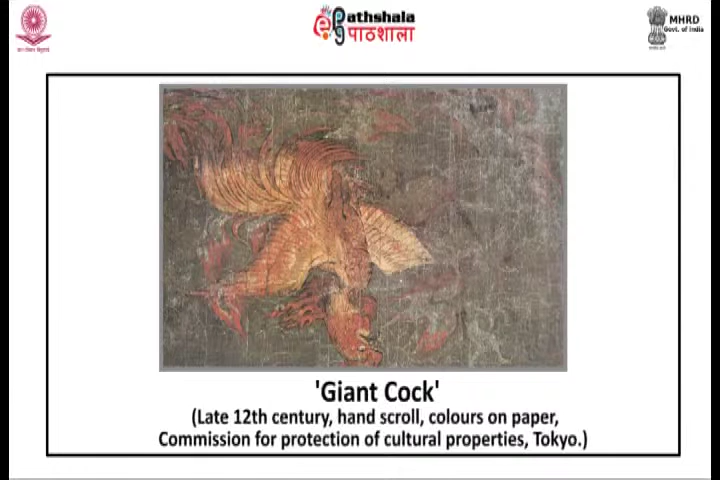 ePathshala
पाठशाला
MHRD
Govt. of India
'Giant Cock'
(Late 12th century, hand scroll, colours on paper,
Commission for protection of cultural properties, Tokyo.)